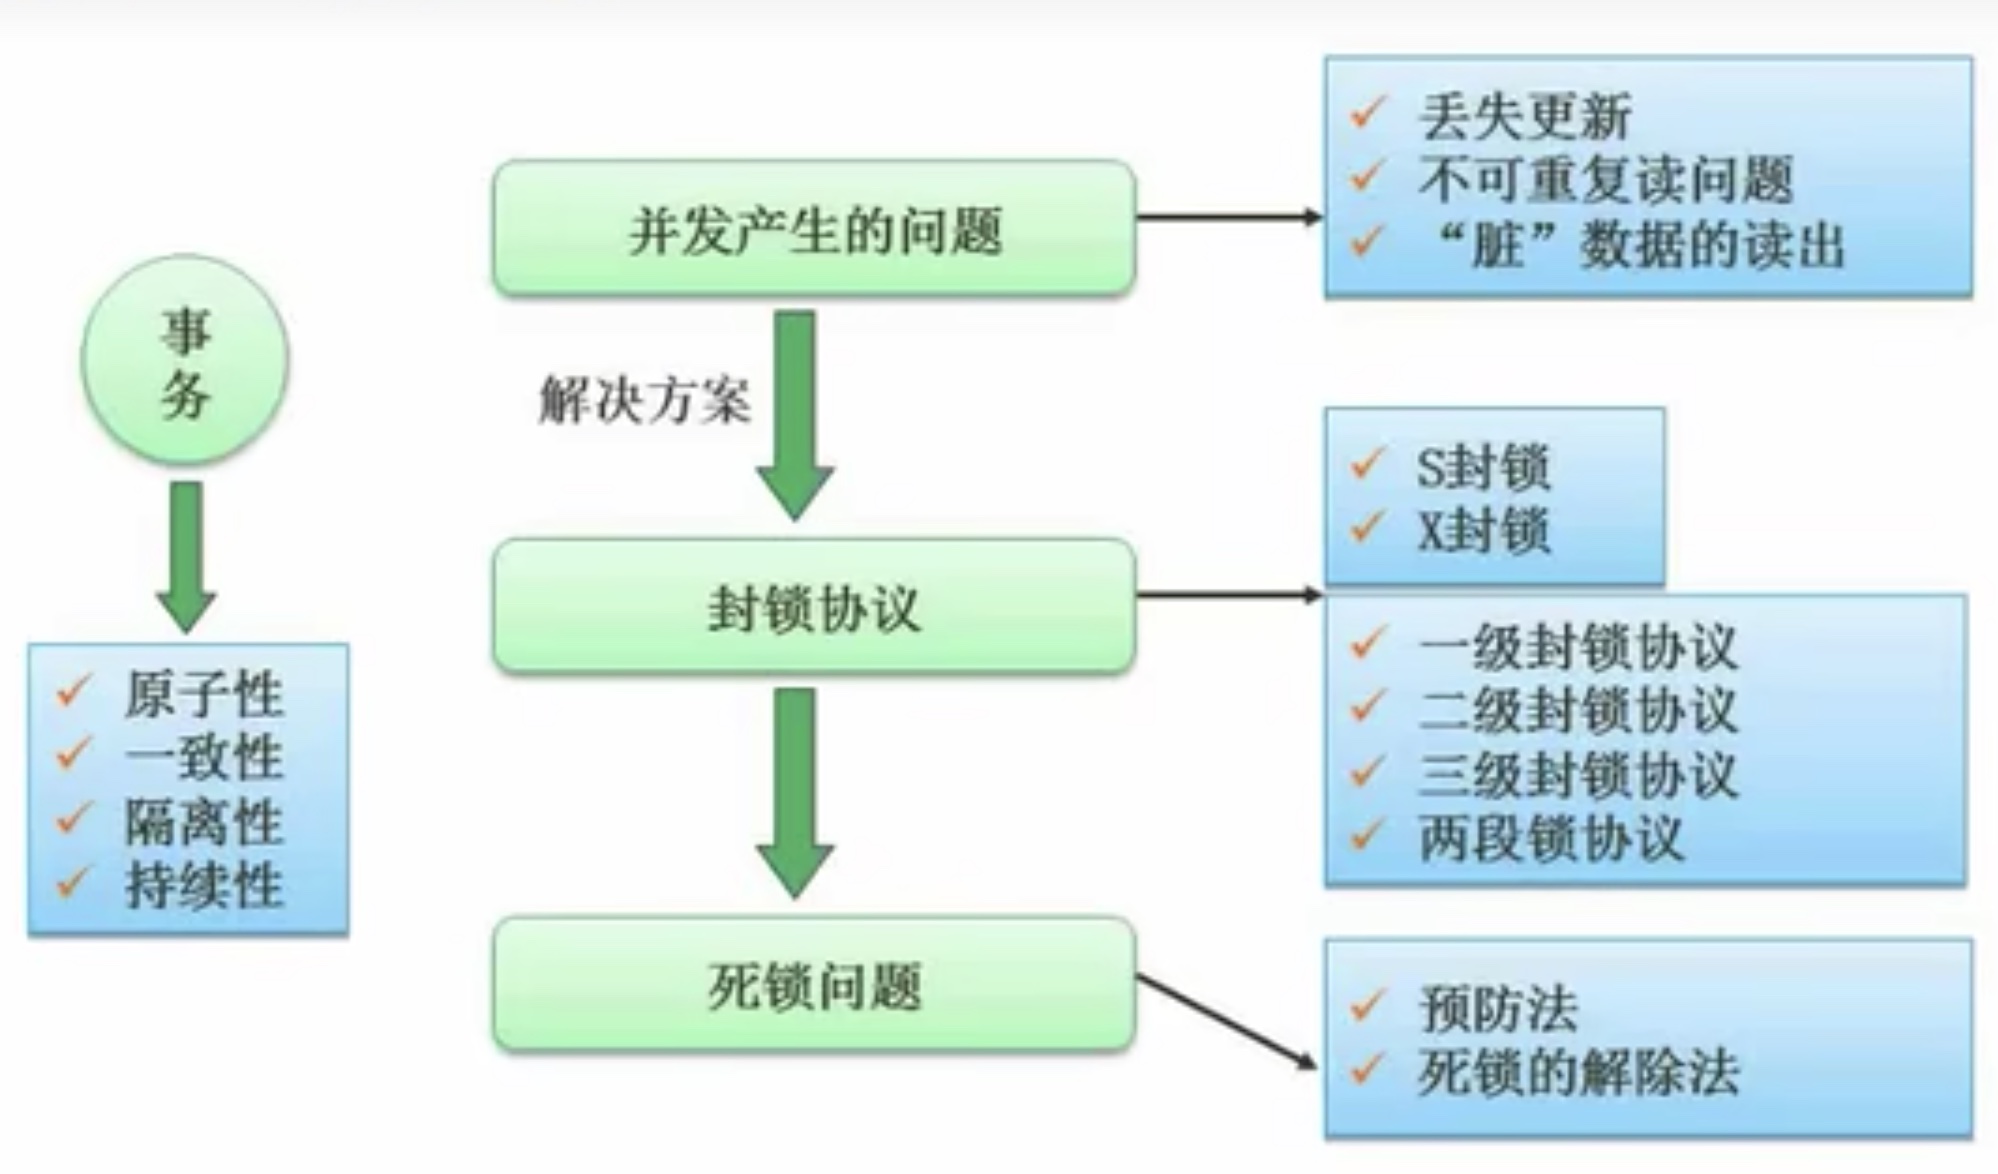 事
务
原子性
一致性
隔离性
持续性
并发产生的问题
丢失更新
不可重复读问题
“脏”数据的读出
解决方案
封锁协议
S封锁
X封锁
一级封锁协议
二级封锁协议
三级封锁协议
两段锁协议
死锁问题
预防法
死锁的解除法